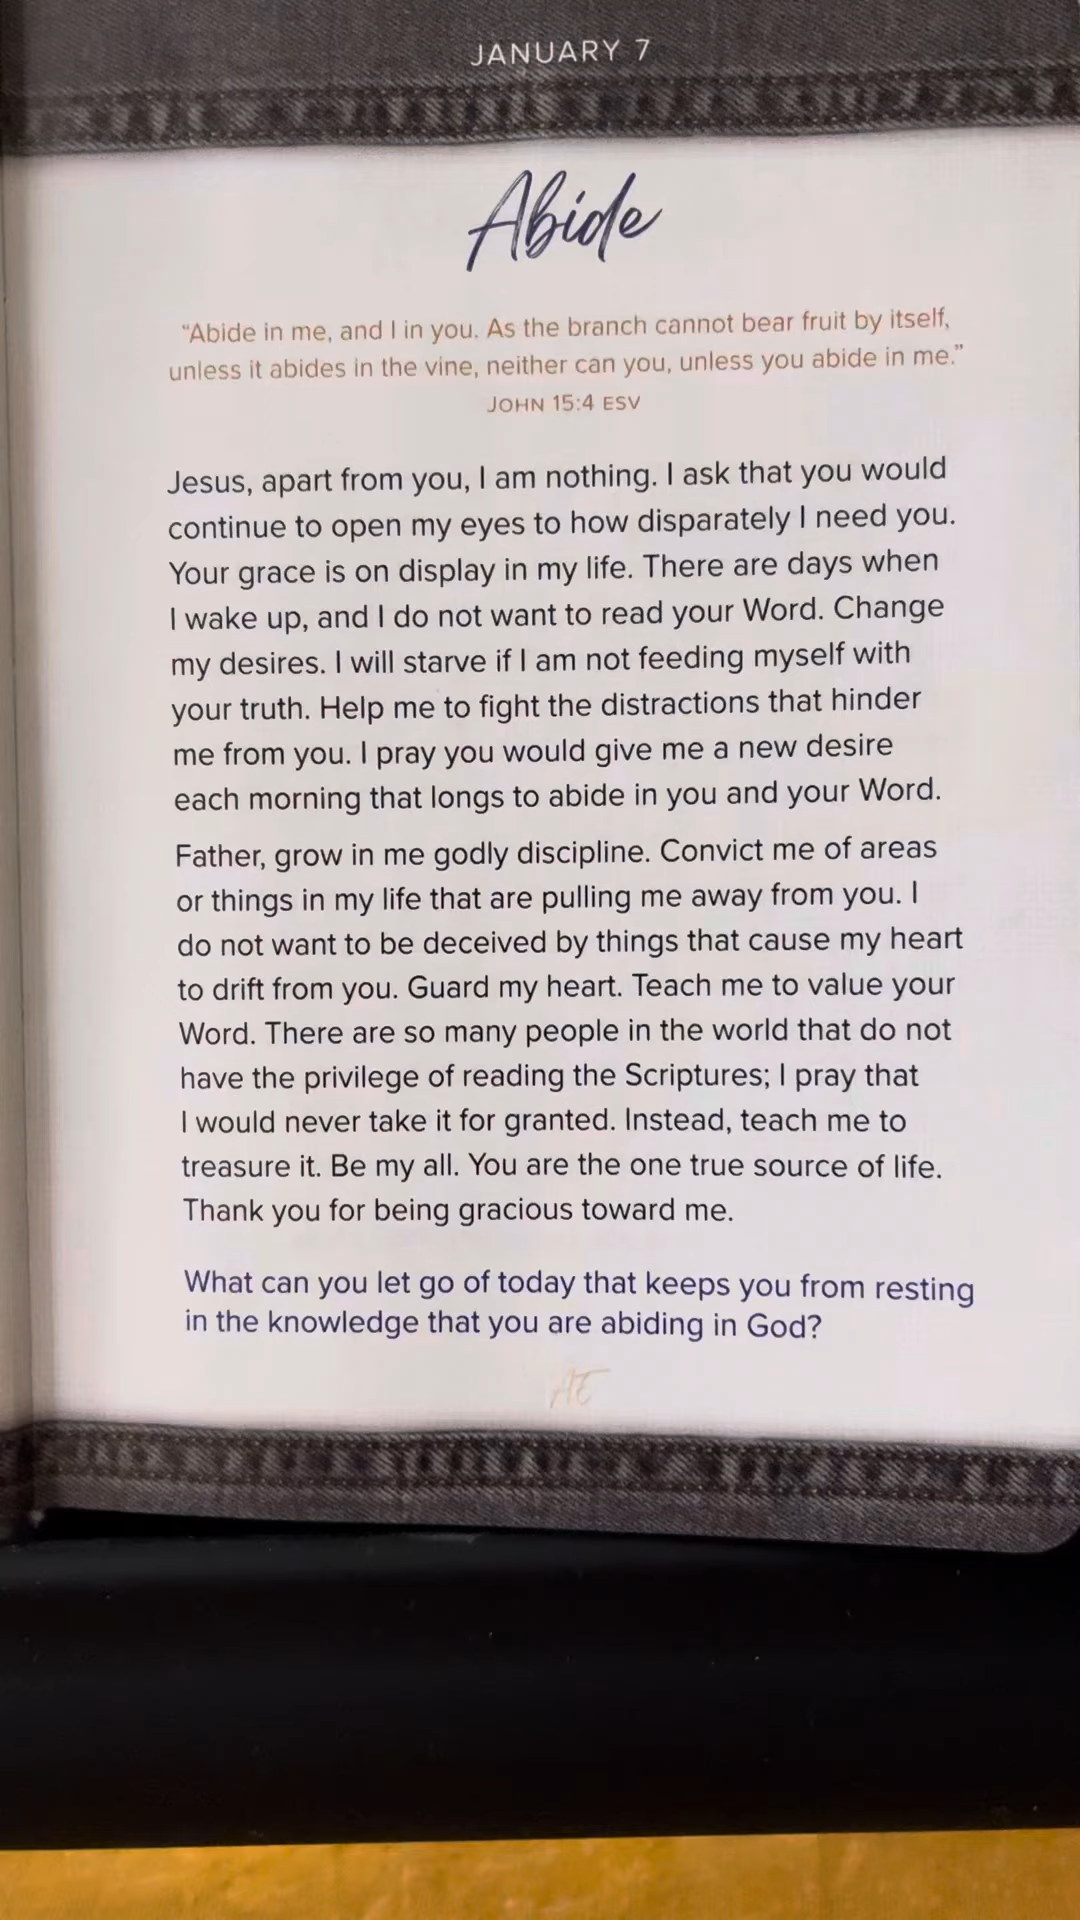 JANUARY 7
Abide
“Abide in me, and I in you. As the branch cannot bear fruit by itself,
unless it abides in the vine, neither can you, unless you abide in me.”
JOHN 15:4 ESV
Jesus, apart from you, I am nothing. I ask that you would
continue to open my eyes to how disparately I need you.
Your grace is on display in my life. There are days when
I wake up, and I do not want to read your Word. Change
my desires. I will starve if I am not feeding myself with
your truth. Help me to fight the distractions that hinder
me from you. I pray you would give me a new desire
each morning that longs to abide in you and your Word.
Father, grow in me godly discipline. Convict me of areas
or things in my life that are pulling me away from you. I
do not want to be deceived by things that cause my heart
to drift from you. Guard my heart. Teach me to value your
Word. There are so many people in the world that do not
have the privilege of reading the Scriptures; I pray that
I would never take it for granted. Instead, teach me to
treasure it. Be my all. You are the one true source of life.
Thank you for being gracious toward me.
What can you let go of today that keeps you from resting
in the knowledge that you are abiding in God?
AE